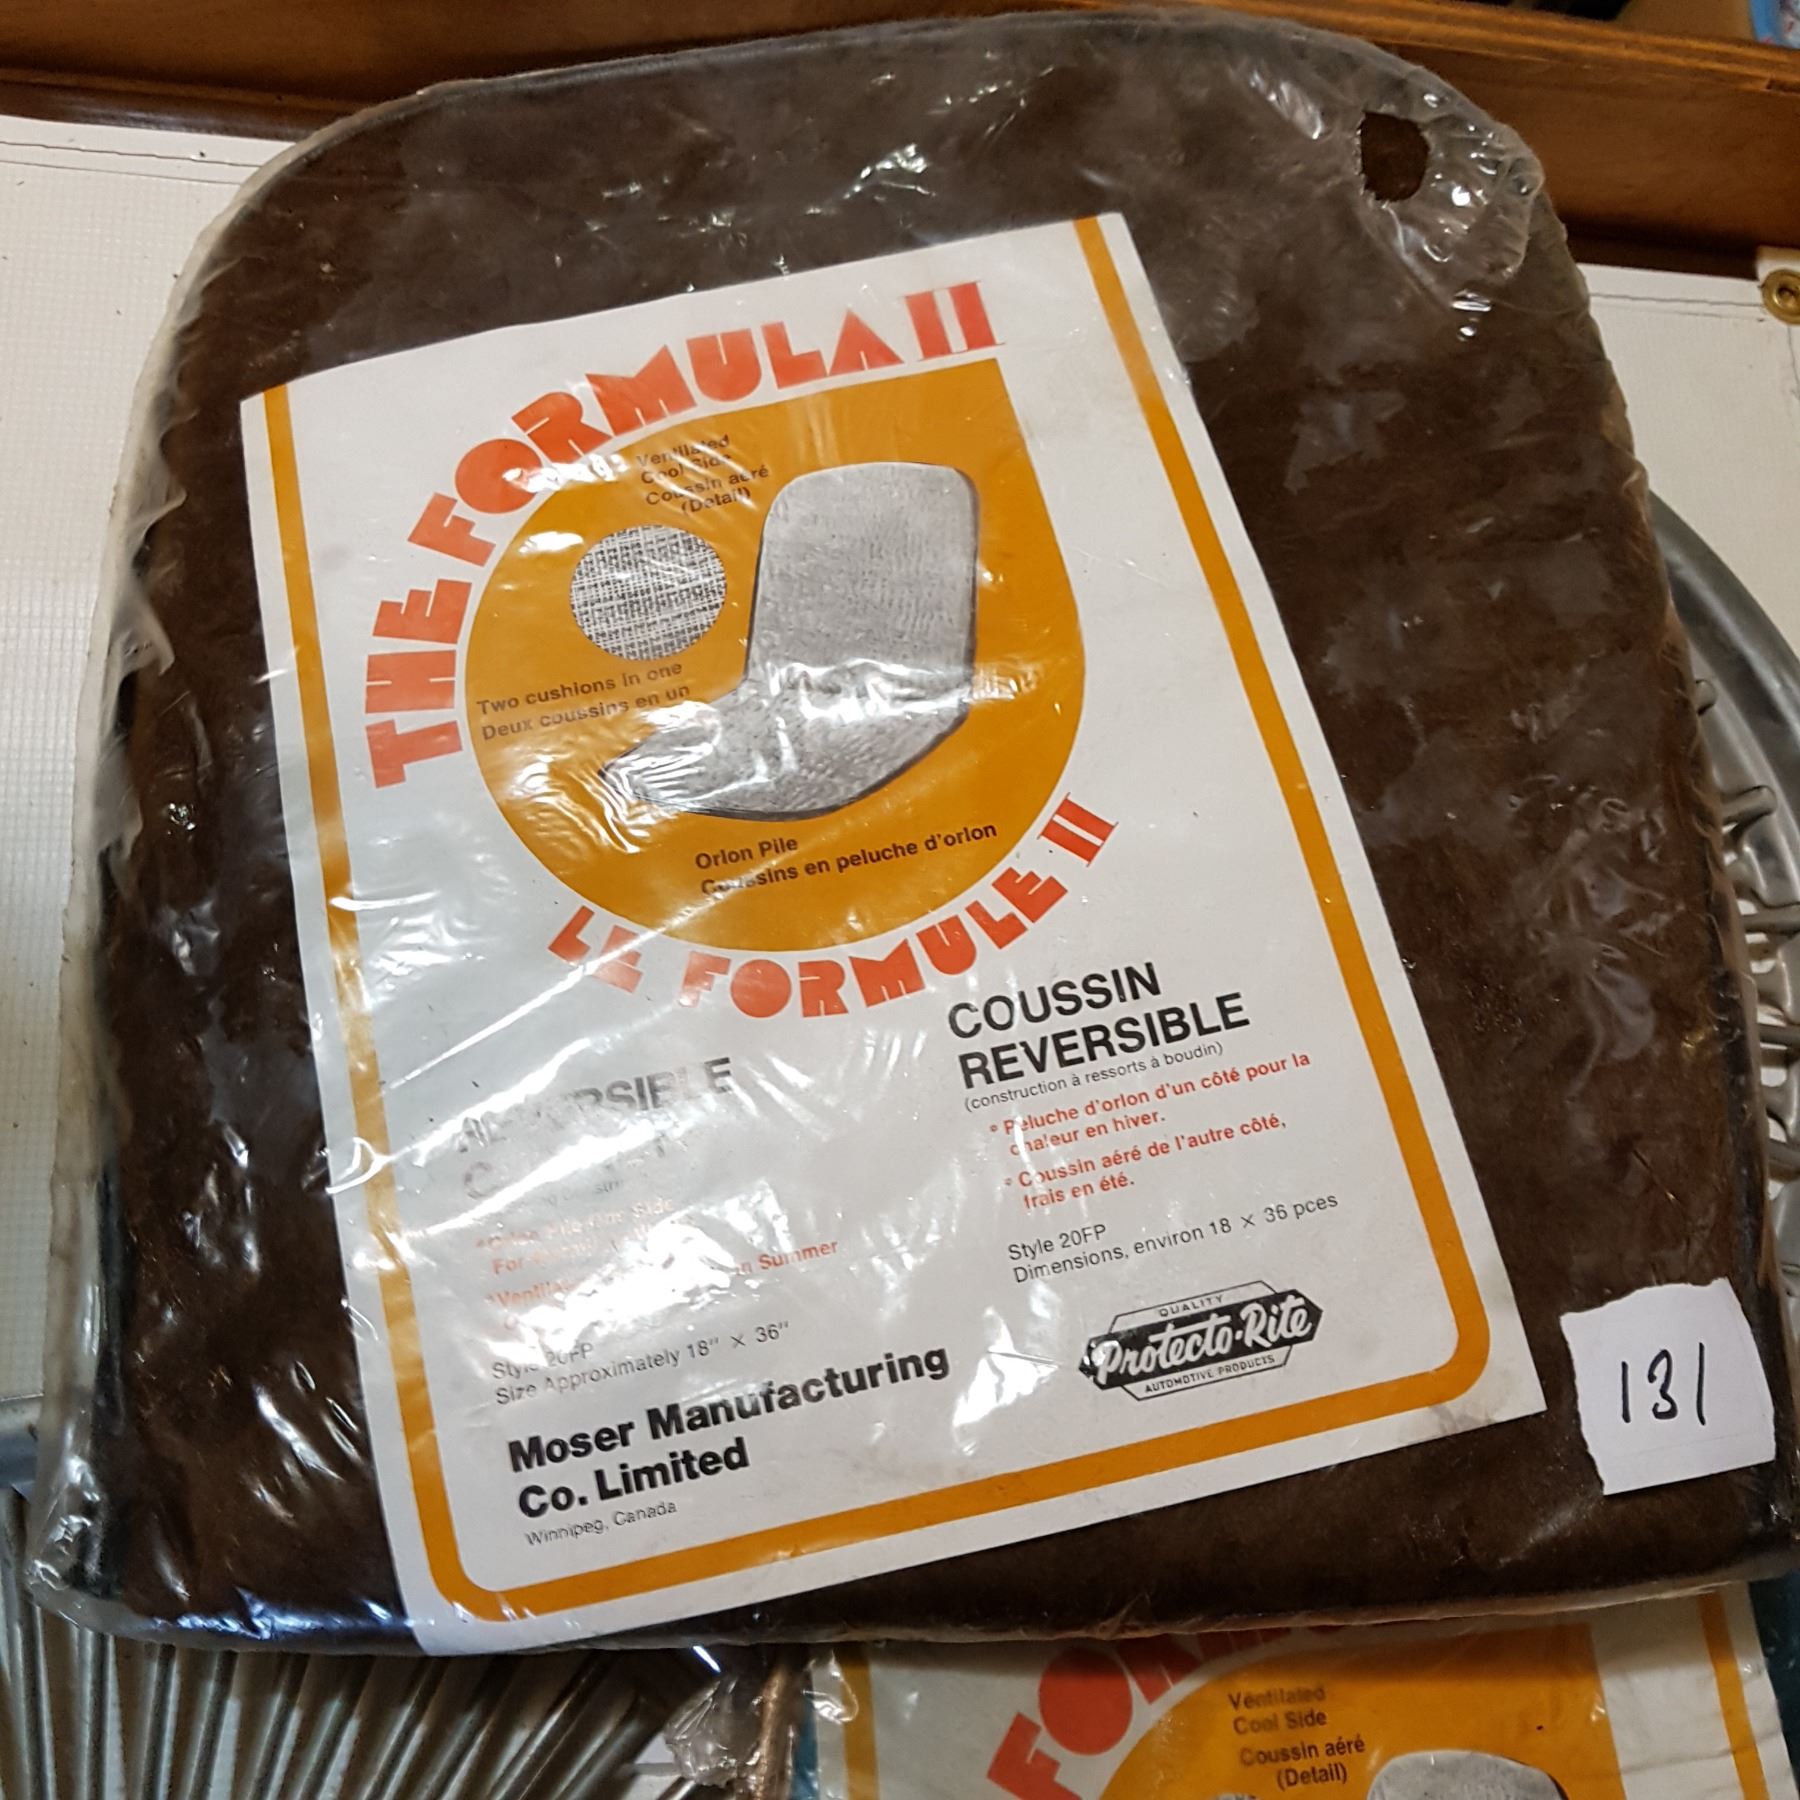 THE FORMULA II
Ventilated
Cool Side
Coussin aéré
(Detail)
Two cushions in one
Deux coussins en un
Orlon Pile
Coussins en peluche d'orlon
LE FORMULE II
REVERSIBLE
Side
For
in Summer
Style 20FP
Size Approximately 18" × 36"
Moser Manufacturing
Co. Limited
Winnipeg, Canada
COUSSIN
REVERSIBLE
(construction à ressorts à boudin)
• Peluche d'orlon d'un côté pour la
chaleur en hiver.
• Coussin aéré de l'autre côté,
frais en été.
Style 20FP
Dimensions, environ 18 × 36 pces
QUALITY
Protecto-Rite
AUTOMOTIVE PRODUCTS
131
Ventilated
Cool Side
Coussin aéré
(Detail)